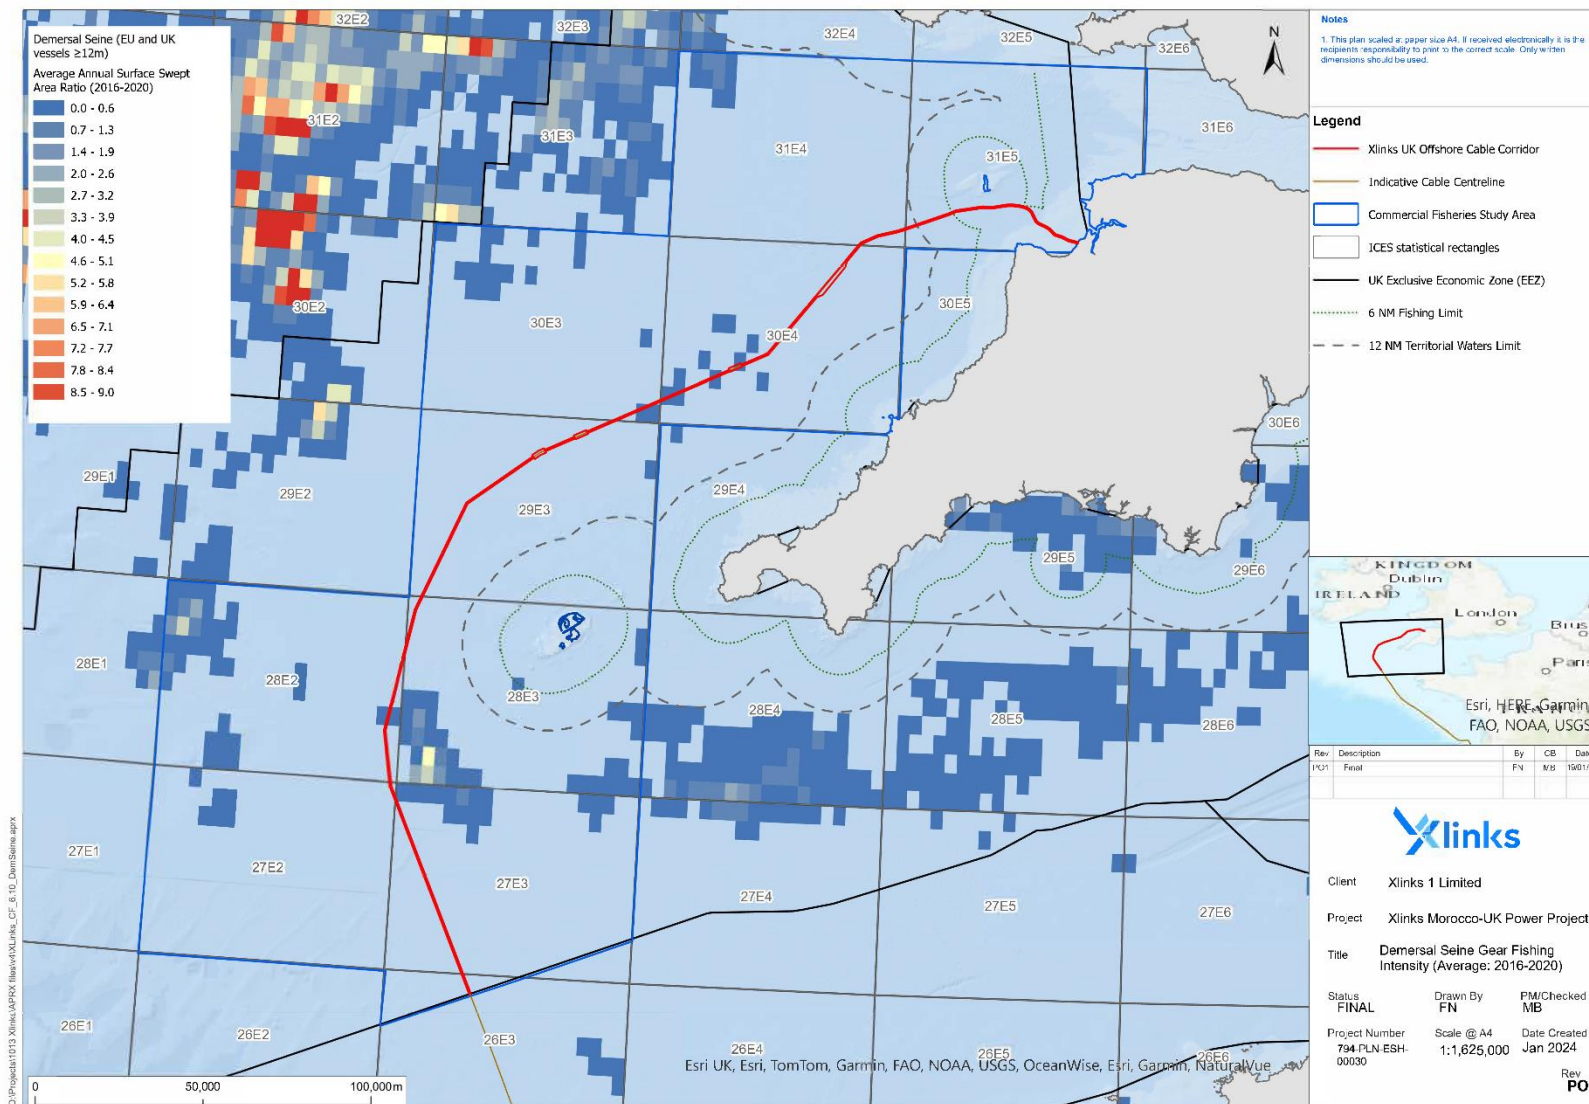 Demersal Seine (EU and UK
vessels ≥12m)
Average Annual Surface Swept
Area Ratio (2016-2020)
0.0 - 0.6
0.7 - 1.3
1.4 - 1.9
2.0 - 2.6
2.7 - 3.2
3.3 - 3.9
4.0 - 4.5
4.6 - 5.1
5.2 - 5.8
5.9 - 6.4
6.5 - 7.1
7.2 - 7.7
7.8 - 8.4
8.5 - 9.0
32E2
32E3
32E4
32E5
32E6
31E2
31E3
31E4
31E5
31E6
30E2
30E3
30E4
30E5
30E6
29E1
29E2
29E3
29E4
29E5
29E6
28E1
28E2
28E3
28E4
28E5
28E6
27E1
27E2
27E3
27E4
27E5
27E6
26E1
26E2
26E3
26E4
26E5
26E6
N
0
50,000
100,000m
Esri UK, Esri, TomTom, Garmin, FAO, NOAA, USGS, OceanWise, Esri, Garmin, NaturalVue
Notes
1. This plan scaled at paper size A4. If received electronically it is the
recipients responsibility to print to the correct scale. Only written
dimensions should be used.
Legend
Xlinks UK Offshore Cable Corridor
Indicative Cable Centreline
Commercial Fisheries Study Area
ICES statistical rectangles
UK Exclusive Economic Zone (EEZ)
6 NM Fishing Limit
12 NM Territorial Waters Limit
KINGDOM
Dublin
IRELAND
London
Brus
Paris
Esri, HERE, Garmin,
FAO, NOAA, USGS
Rev Description By CB Date
Final FN MB
Xlinks
Client Xlinks 1 Limited
Project Xlinks Morocco-UK Power Project
Title Demersal Seine Gear Fishing
Intensity (Average: 2016-2020)
Status Drawn By PM/Checked
FINAL FN MB
Project Number Scale @ A4 Date Created
794-PLN-ESH-
00030
1:1,625,000 Jan 2024
Rev
PO